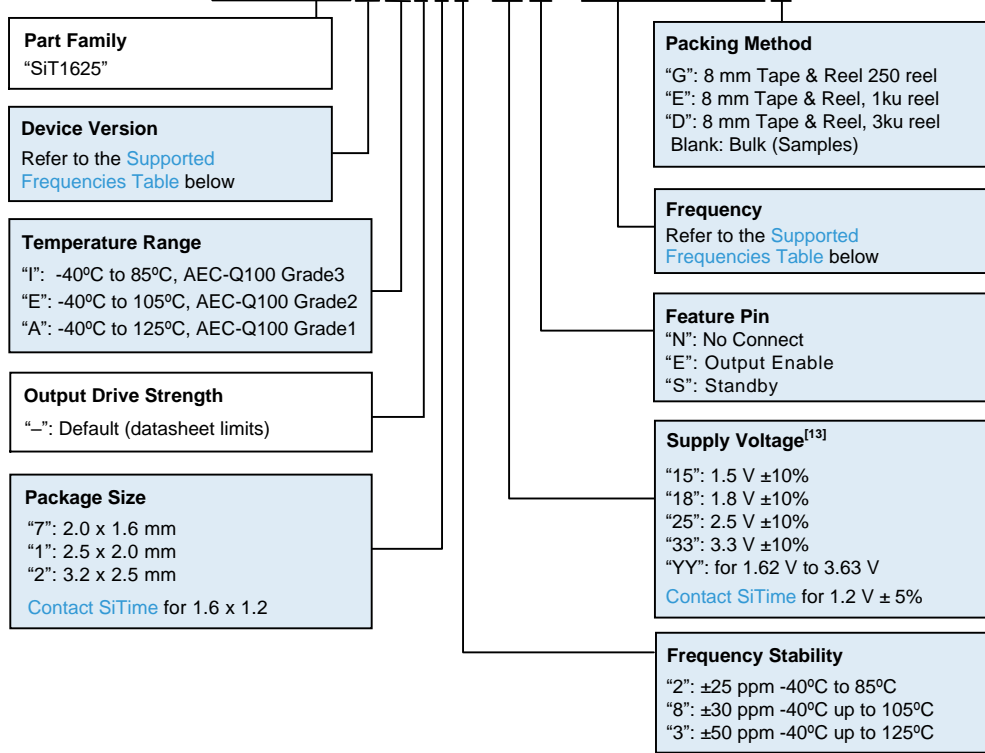 Part Family
“SiT1625”
Device Version
Refer to the Supported
Frequencies Table below
Temperature Range
“I”: -40ºC to 85ºC, AEC-Q100 Grade3
“E”: -40ºC to 105ºC, AEC-Q100 Grade2
“A”: -40ºC to 125ºC, AEC-Q100 Grade1
Output Drive Strength
“–”: Default (datasheet limits)
Package Size
“7”: 2.0 x 1.6 mm
“1”: 2.5 x 2.0 mm
“2”: 3.2 x 2.5 mm
Contact SiTime for 1.6 x 1.2
Packing Method
“G”: 8 mm Tape & Reel 250 reel
“E”: 8 mm Tape & Reel, 1ku reel
“D”: 8 mm Tape & Reel, 3ku reel
Blank: Bulk (Samples)
Frequency
Refer to the Supported
Frequencies Table below
Feature Pin
“N”: No Connect
“E”: Output Enable
“S”: Standby
Supply Voltage[13]
“15”: 1.5 V ±10%
“18”: 1.8 V ±10%
“25”: 2.5 V ±10%
“33”: 3.3 V ±10%
“YY”: for 1.62 V to 3.63 V
Contact SiTime for 1.2 V ± 5%
Frequency Stability
“2”: ±25 ppm -40ºC to 85ºC
“8”: ±30 ppm -40ºC up to 105ºC
“3”: ±50 ppm -40ºC up to 125ºC